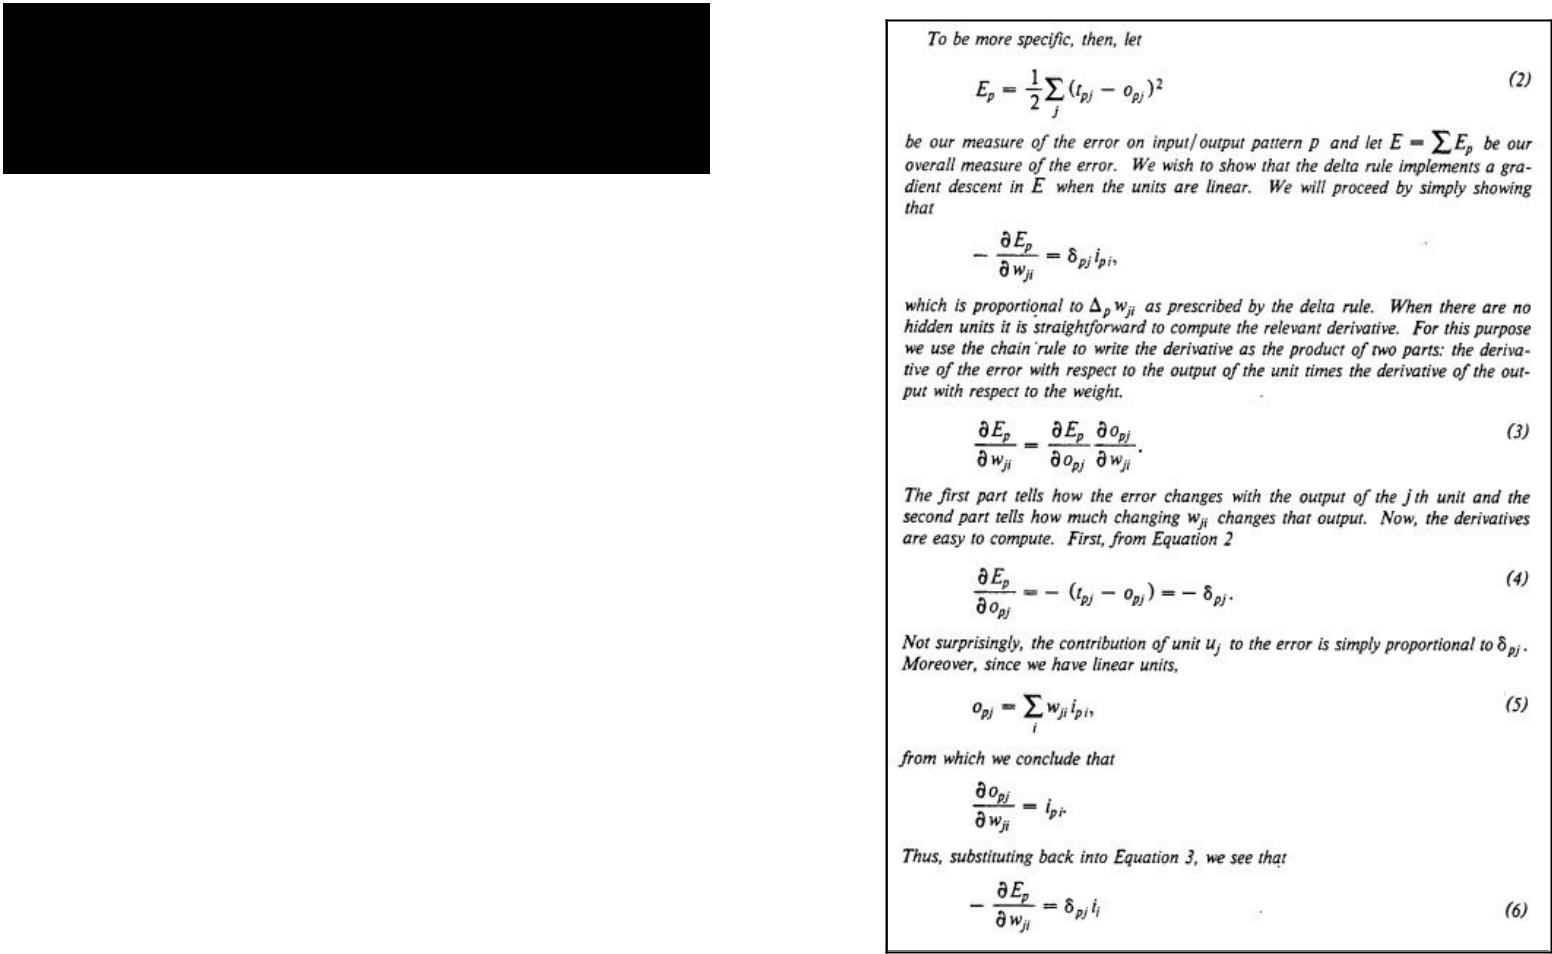 To be more specific, then, let
E_p = 1/2 ∑_j (t_pj − o_pj)² (2)
be our measure of the error on input/output pattern p and let E = ∑ E_p be our
overall measure of the error. We wish to show that the delta rule implements a gra-
dient descent in E when the units are linear. We will proceed by simply showing
that
− ∂E_p/∂w_ji = δ_pj i_pi,
which is proportional to Δ_p w_ji as prescribed by the delta rule. When there are no
hidden units it is straightforward to compute the relevant derivative. For this purpose
we use the chain rule to write the derivative as the product of two parts: the deriva-
tive of the error with respect to the output of the unit times the derivative of the out-
put with respect to the weight.
∂E_p/∂w_ji = ∂E_p/∂o_pj ∂o_pj/∂w_ji. (3)
The first part tells how the error changes with the output of the j th unit and the
second part tells how much changing w_ji changes that output. Now, the derivatives
are easy to compute. First, from Equation 2
∂E_p/∂o_pj = − (t_pj − o_pj) = − δ_pj. (4)
Not surprisingly, the contribution of unit u_j to the error is simply proportional to δ_pj.
Moreover, since we have linear units,
o_pj = ∑_i w_ji i_pi, (5)
from which we conclude that
∂o_pj/∂w_ji = i_pi.
Thus, substituting back into Equation 3, we see that
− ∂E_p/∂w_ji = δ_pj i_i (6)